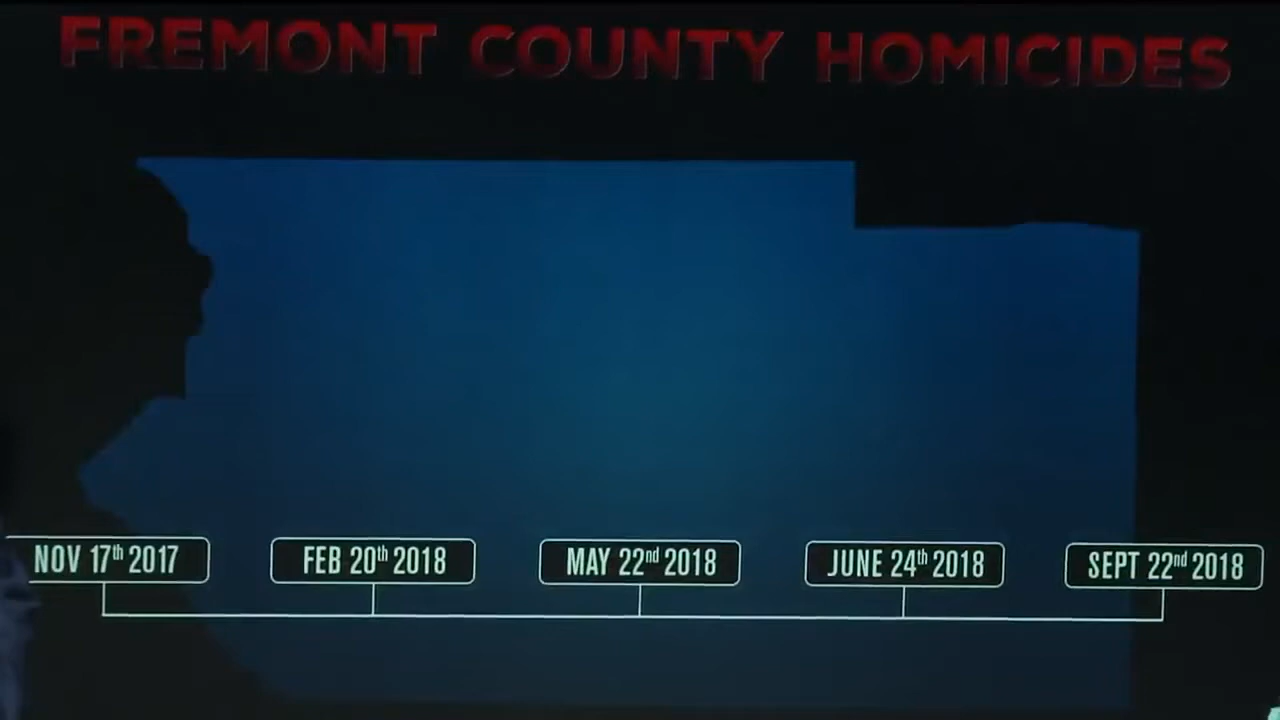 FREMONT COUNTY HOMICIDES
NOV 17th 2017
FEB 20th 2018
MAY 22nd 2018
JUNE 24th 2018
SEPT 22nd 2018